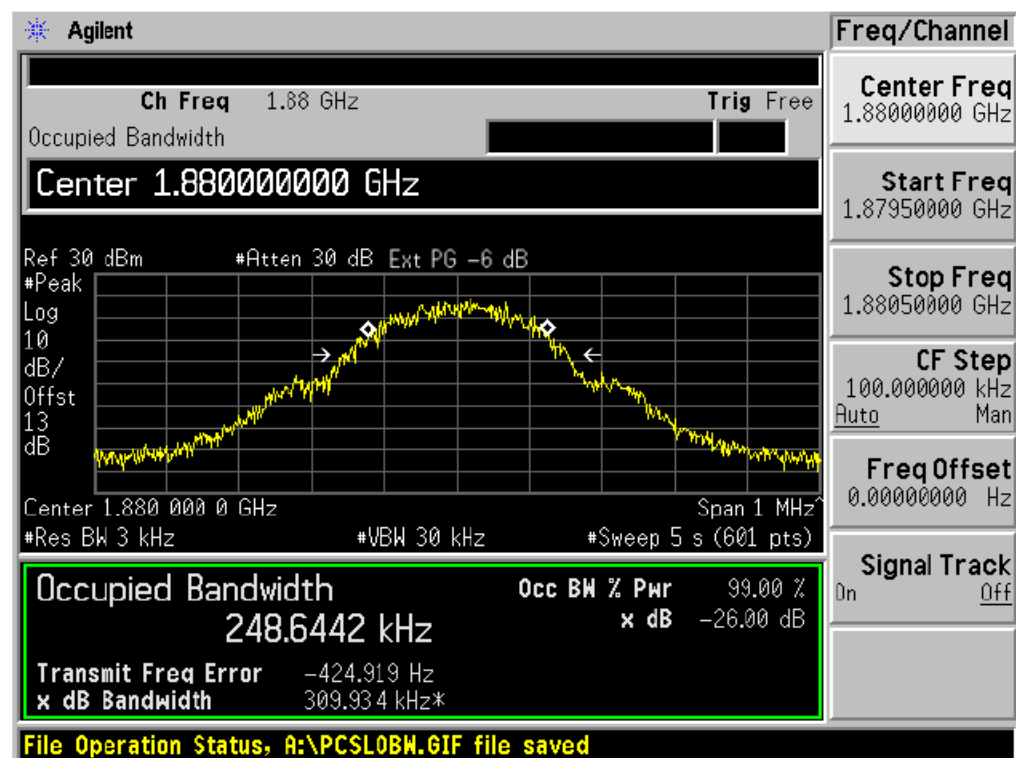 Agilent
Freq/Channel
Ch Freq 1.88 GHz Trig Free
Occupied Bandwidth
Center 1.880000000 GHz
Ref 30 dBm #Atten 30 dB Ext PG -6 dB
#Peak
Log
10
dB/
Offst
13
dB
Center 1.880 000 0 GHz Span 1 MHz^
#Res BW 3 kHz #VBW 30 kHz #Sweep 5 s (601 pts)
Occupied Bandwidth Occ BW % Pwr 99.00 %
248.6442 kHz x dB -26.00 dB
Transmit Freq Error -424.919 Hz
x dB Bandwidth 309.934 kHz*
File Operation Status, A:\PCSLOBW.GIF file saved
Center Freq
1.88000000 GHz
Start Freq
1.87950000 GHz
Stop Freq
1.88050000 GHz
CF Step
100.000000 kHz
Auto Man
Freq Offset
0.00000000 Hz
Signal Track
On Off